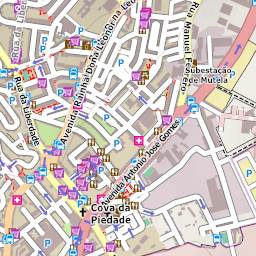 Rua Manuel Febrero
Avenida Rainha Dona Leonor
Rua da Liberdade
Subestação
de Mutela
Avenida António José Gomes
Cova da
Piedade